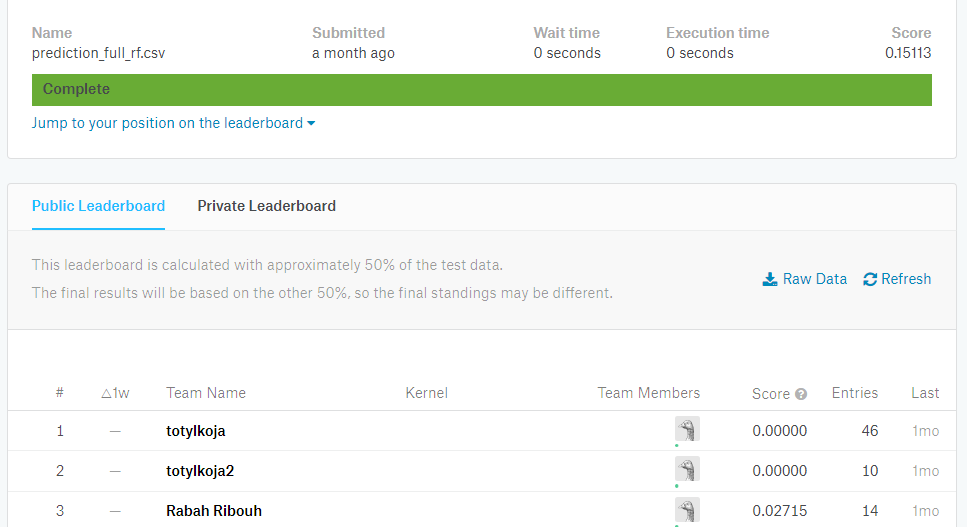 Name Submitted Wait time Execution time Score
prediction_full_rf.csv a month ago 0 seconds 0 seconds 0.15113
Complete
Jump to your position on the leaderboard
Public Leaderboard Private Leaderboard
This leaderboard is calculated with approximately 50% of the test data.
The final results will be based on the other 50%, so the final standings may be different.
Raw Data Refresh
# △1w Team Name Kernel Team Members Score ? Entries Last
1 — totylkoja 0.00000 46 1mo
2 — totylkoja2 0.00000 10 1mo
3 — Rabah Ribouh 0.02715 14 1mo